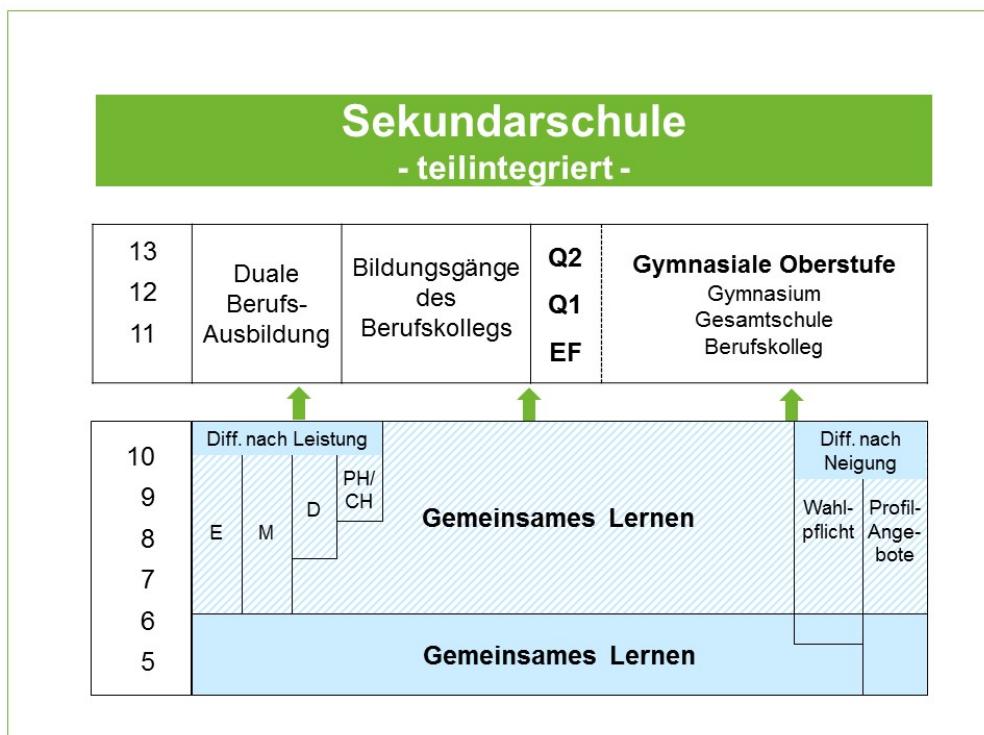 Sekundarschule
- teilintegriert -
13
12
11
Duale
Berufs-
Ausbildung
Bildungsgänge
des
Berufskollegs
Q2
Q1
EF
Gymnasiale Oberstufe
Gymnasium
Gesamtschule
Berufskolleg
10
9
8
7
6
5
Diff. nach Leistung
E
M
D
PH/
CH
Gemeinsames Lernen
Diff. nach
Neigung
Wahl-
pflicht
Profil-
Ange-
bote
Gemeinsames Lernen